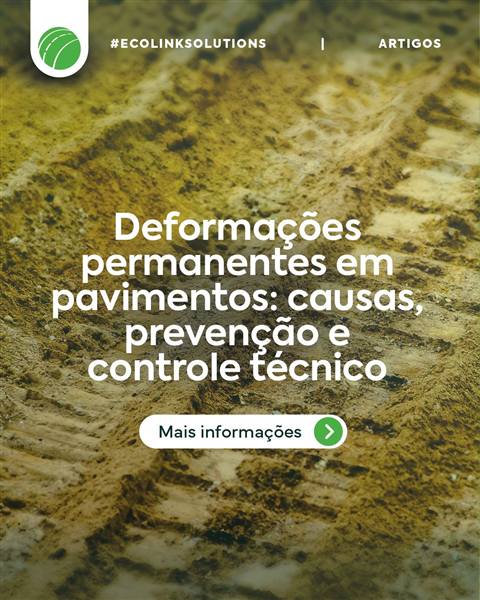 #ECOLINKSOLUTIONS | ARTIGOS
Deformações
permanentes em
pavimentos: causas,
prevenção e
controle técnico
Mais informações